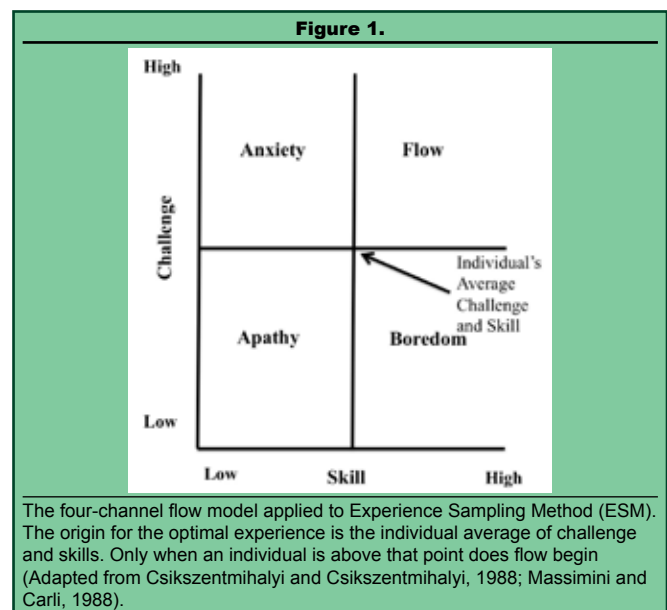 Figure 1.
High
Anxiety
Flow
Challenge
Individual's
Average
Challenge
and Skill
Apathy
Boredom
Low
Low
Skill
High
The four-channel flow model applied to Experience Sampling Method (ESM).
The origin for the optimal experience is the individual average of challenge
and skills. Only when an individual is above that point does flow begin
(Adapted from Csikszentmihalyi and Csikszentmihalyi, 1988; Massimini and
Carli, 1988).